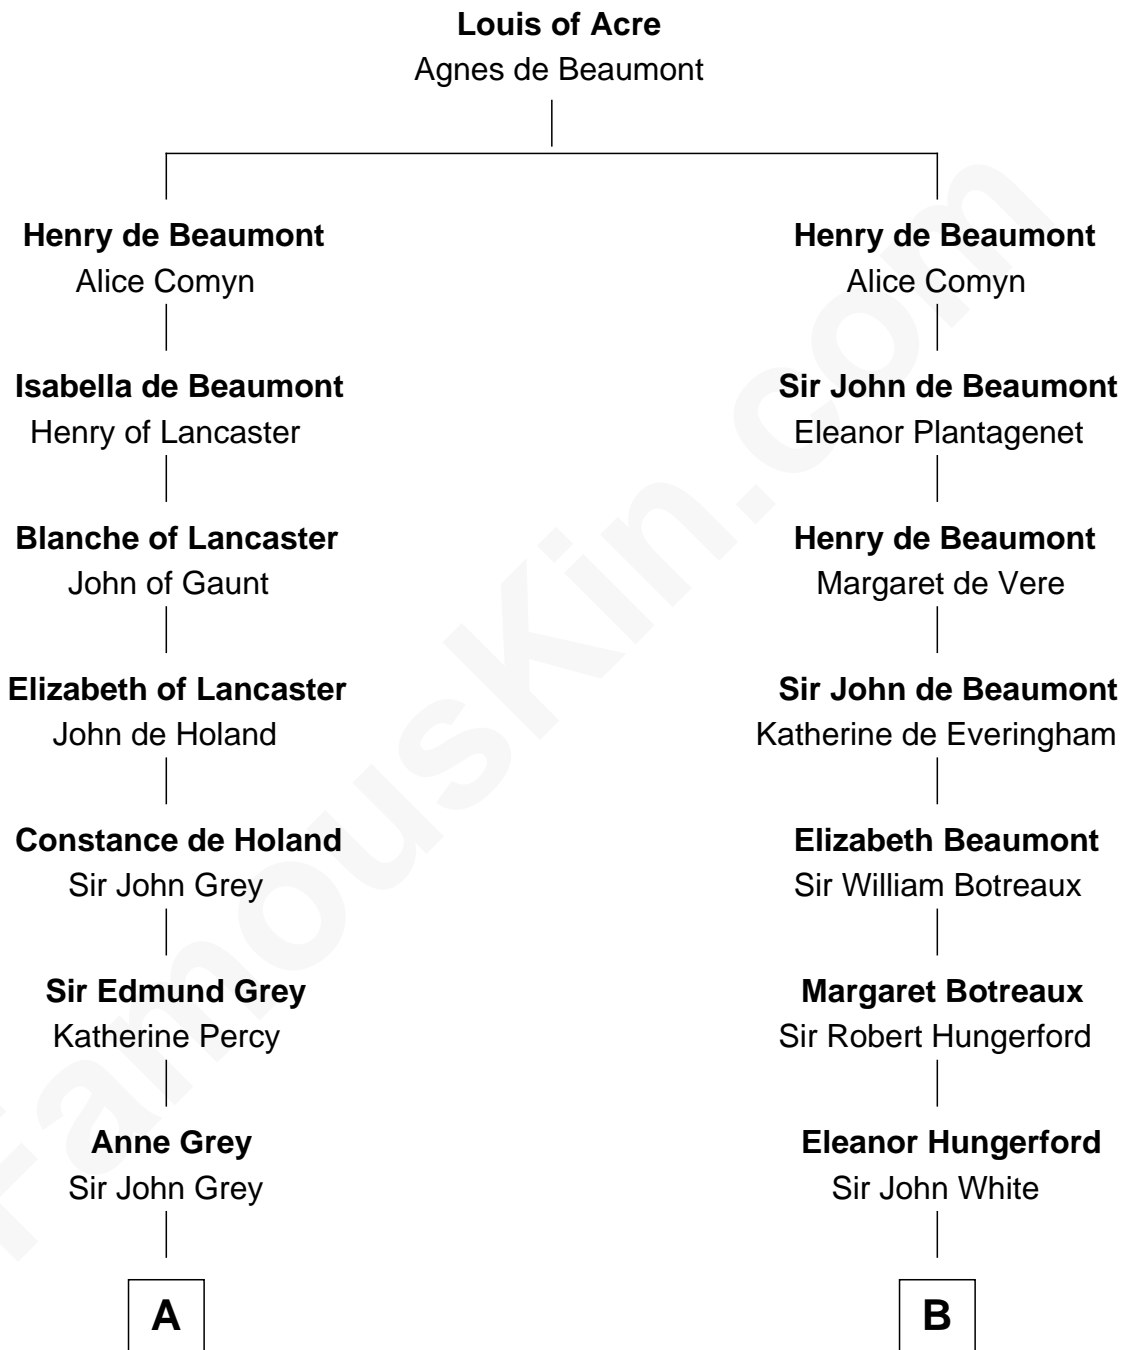 Louis of Acre
Agnes de Beaumont
Henry de Beaumont
Alice Comyn
Isabella de Beaumont
Henry of Lancaster
Blanche of Lancaster
John of Gaunt
Elizabeth of Lancaster
John de Holand
Constance de Holand
Sir John Grey
Sir Edmund Grey
Katherine Percy
Anne Grey
Sir John Grey
A
Henry de Beaumont
Alice Comyn
Sir John de Beaumont
Eleanor Plantagenet
Henry de Beaumont
Margaret de Vere
Sir John de Beaumont
Katherine de Everingham
Elizabeth Beaumont
Sir William Botreaux
Margaret Botreaux
Sir Robert Hungerford
Eleanor Hungerford
Sir John White
B
FamousKin.com